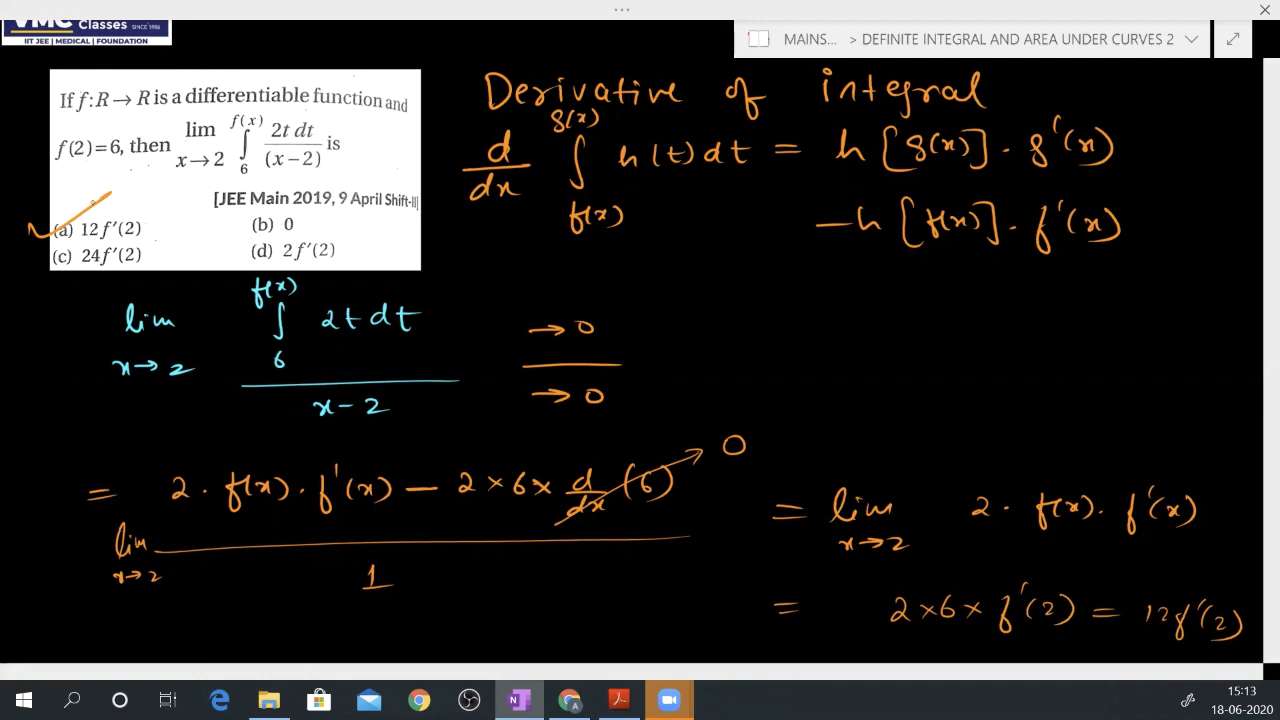 VMC Classes SINCE 1986
IIT JEE | MEDICAL | FOUNDATION
MAINS... > DEFINITE INTEGRAL AND AREA UNDER CURVES 2
If f: R → R is a differentiable function and
f(2) = 6, then lim x→2 ∫_6^{f(x)} 2t dt / (x − 2) is
[JEE Main 2019, 9 April Shift-II]
(a) 12f′(2) (b) 0
(c) 24f′(2) (d) 2f′(2)
Derivative of integral
d/dx ∫_{f(x)}^{g(x)} h(t) dt = h[g(x)] . g'(x)
− h[f(x)] . f'(x)
lim x→2 ∫_6^{f(x)} 2t dt / x − 2 → 0 / → 0
= lim x→2 2 . f(x) . f'(x) − 2 × 6 × d/dx (6) / 1 0
= lim x→2 2 . f(x) . f'(x)
= 2 × 6 × f'(2) = 12f'(2)
15:13
18-06-2020